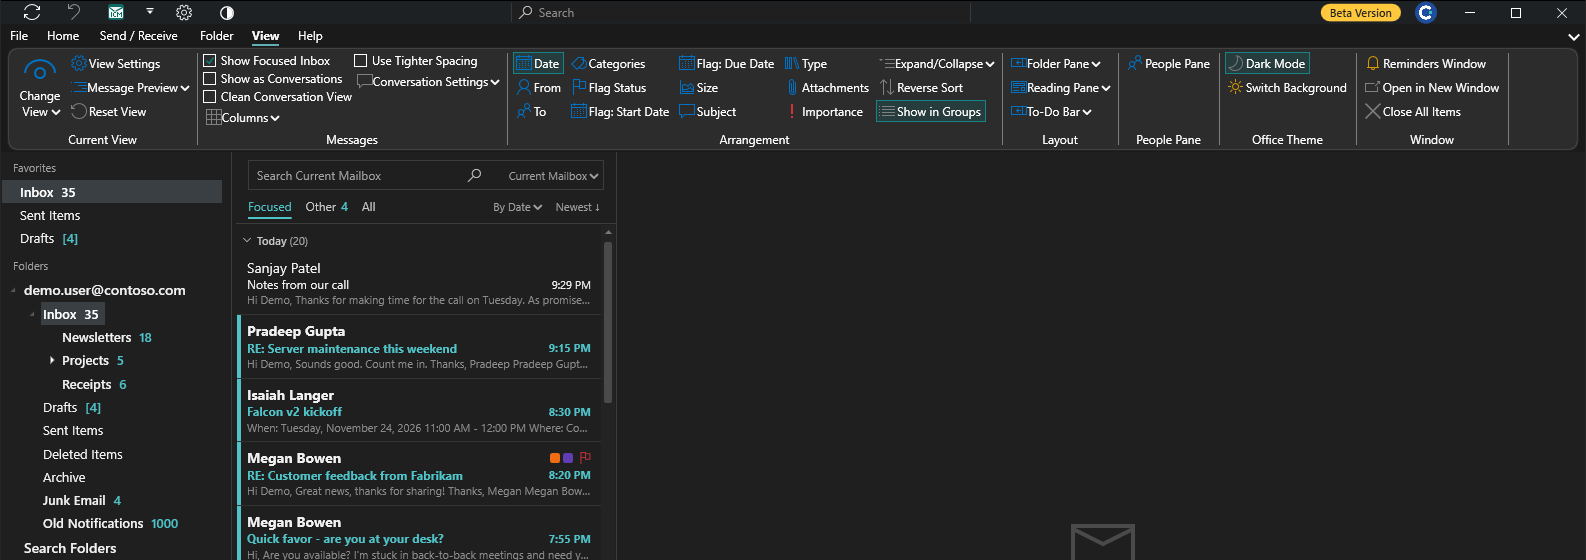 Search
Beta Version
File Home Send / Receive Folder View Help
Change View
View Settings
Message Preview
Reset View
Current View
Show Focused Inbox
Show as Conversations
Clean Conversation View
Columns
Use Tighter Spacing
Conversation Settings
Messages
Date
From
To
Categories
Flag Status
Flag: Start Date
Flag: Due Date
Size
Subject
Type
Attachments
Importance
Expand/Collapse
Reverse Sort
Show in Groups
Arrangement
Folder Pane
Reading Pane
To-Do Bar
Layout
People Pane
People Pane
Dark Mode
Switch Background
Office Theme
Reminders Window
Open in New Window
Close All Items
Window
Favorites
Inbox 35
Sent Items
Drafts [4]
Folders
demo.user@contoso.com
Inbox 35
Newsletters 18
Projects 5
Receipts 6
Drafts [4]
Sent Items
Deleted Items
Archive
Junk Email 4
Old Notifications 1000
Search Folders
Search Current Mailbox Current Mailbox
Focused Other 4 All By Date Newest ↓
Today (20)
Sanjay Patel
Notes from our call 9:29 PM
Hi Demo, Thanks for making time for the call on Tuesday. As promise...
Pradeep Gupta
RE: Server maintenance this weekend 9:15 PM
Hi Demo, Sounds good. Count me in. Thanks, Pradeep Pradeep Gupt...
Isaiah Langer
Falcon v2 kickoff 8:30 PM
When: Tuesday, November 24, 2026 11:00 AM - 12:00 PM Where: Co...
Megan Bowen
RE: Customer feedback from Fabrikam 8:20 PM
Hi Demo, Great news, thanks for sharing! Thanks, Megan Megan Bow...
Megan Bowen
Quick favor - are you at your desk? 7:55 PM
Hi, Are you available? I'm stuck in back-to-back meetings and need y...